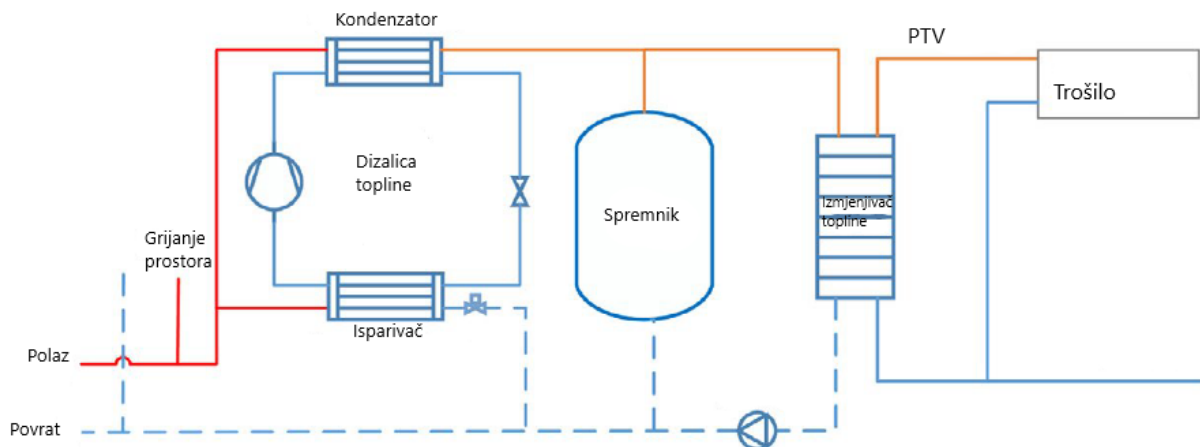 Kondenzator
PTV
Trošilo
Dizalica
topline
Spremnik
Izmjenjivač
topline
Grijanje
prostora
Isparivač
Polaz
Povrat